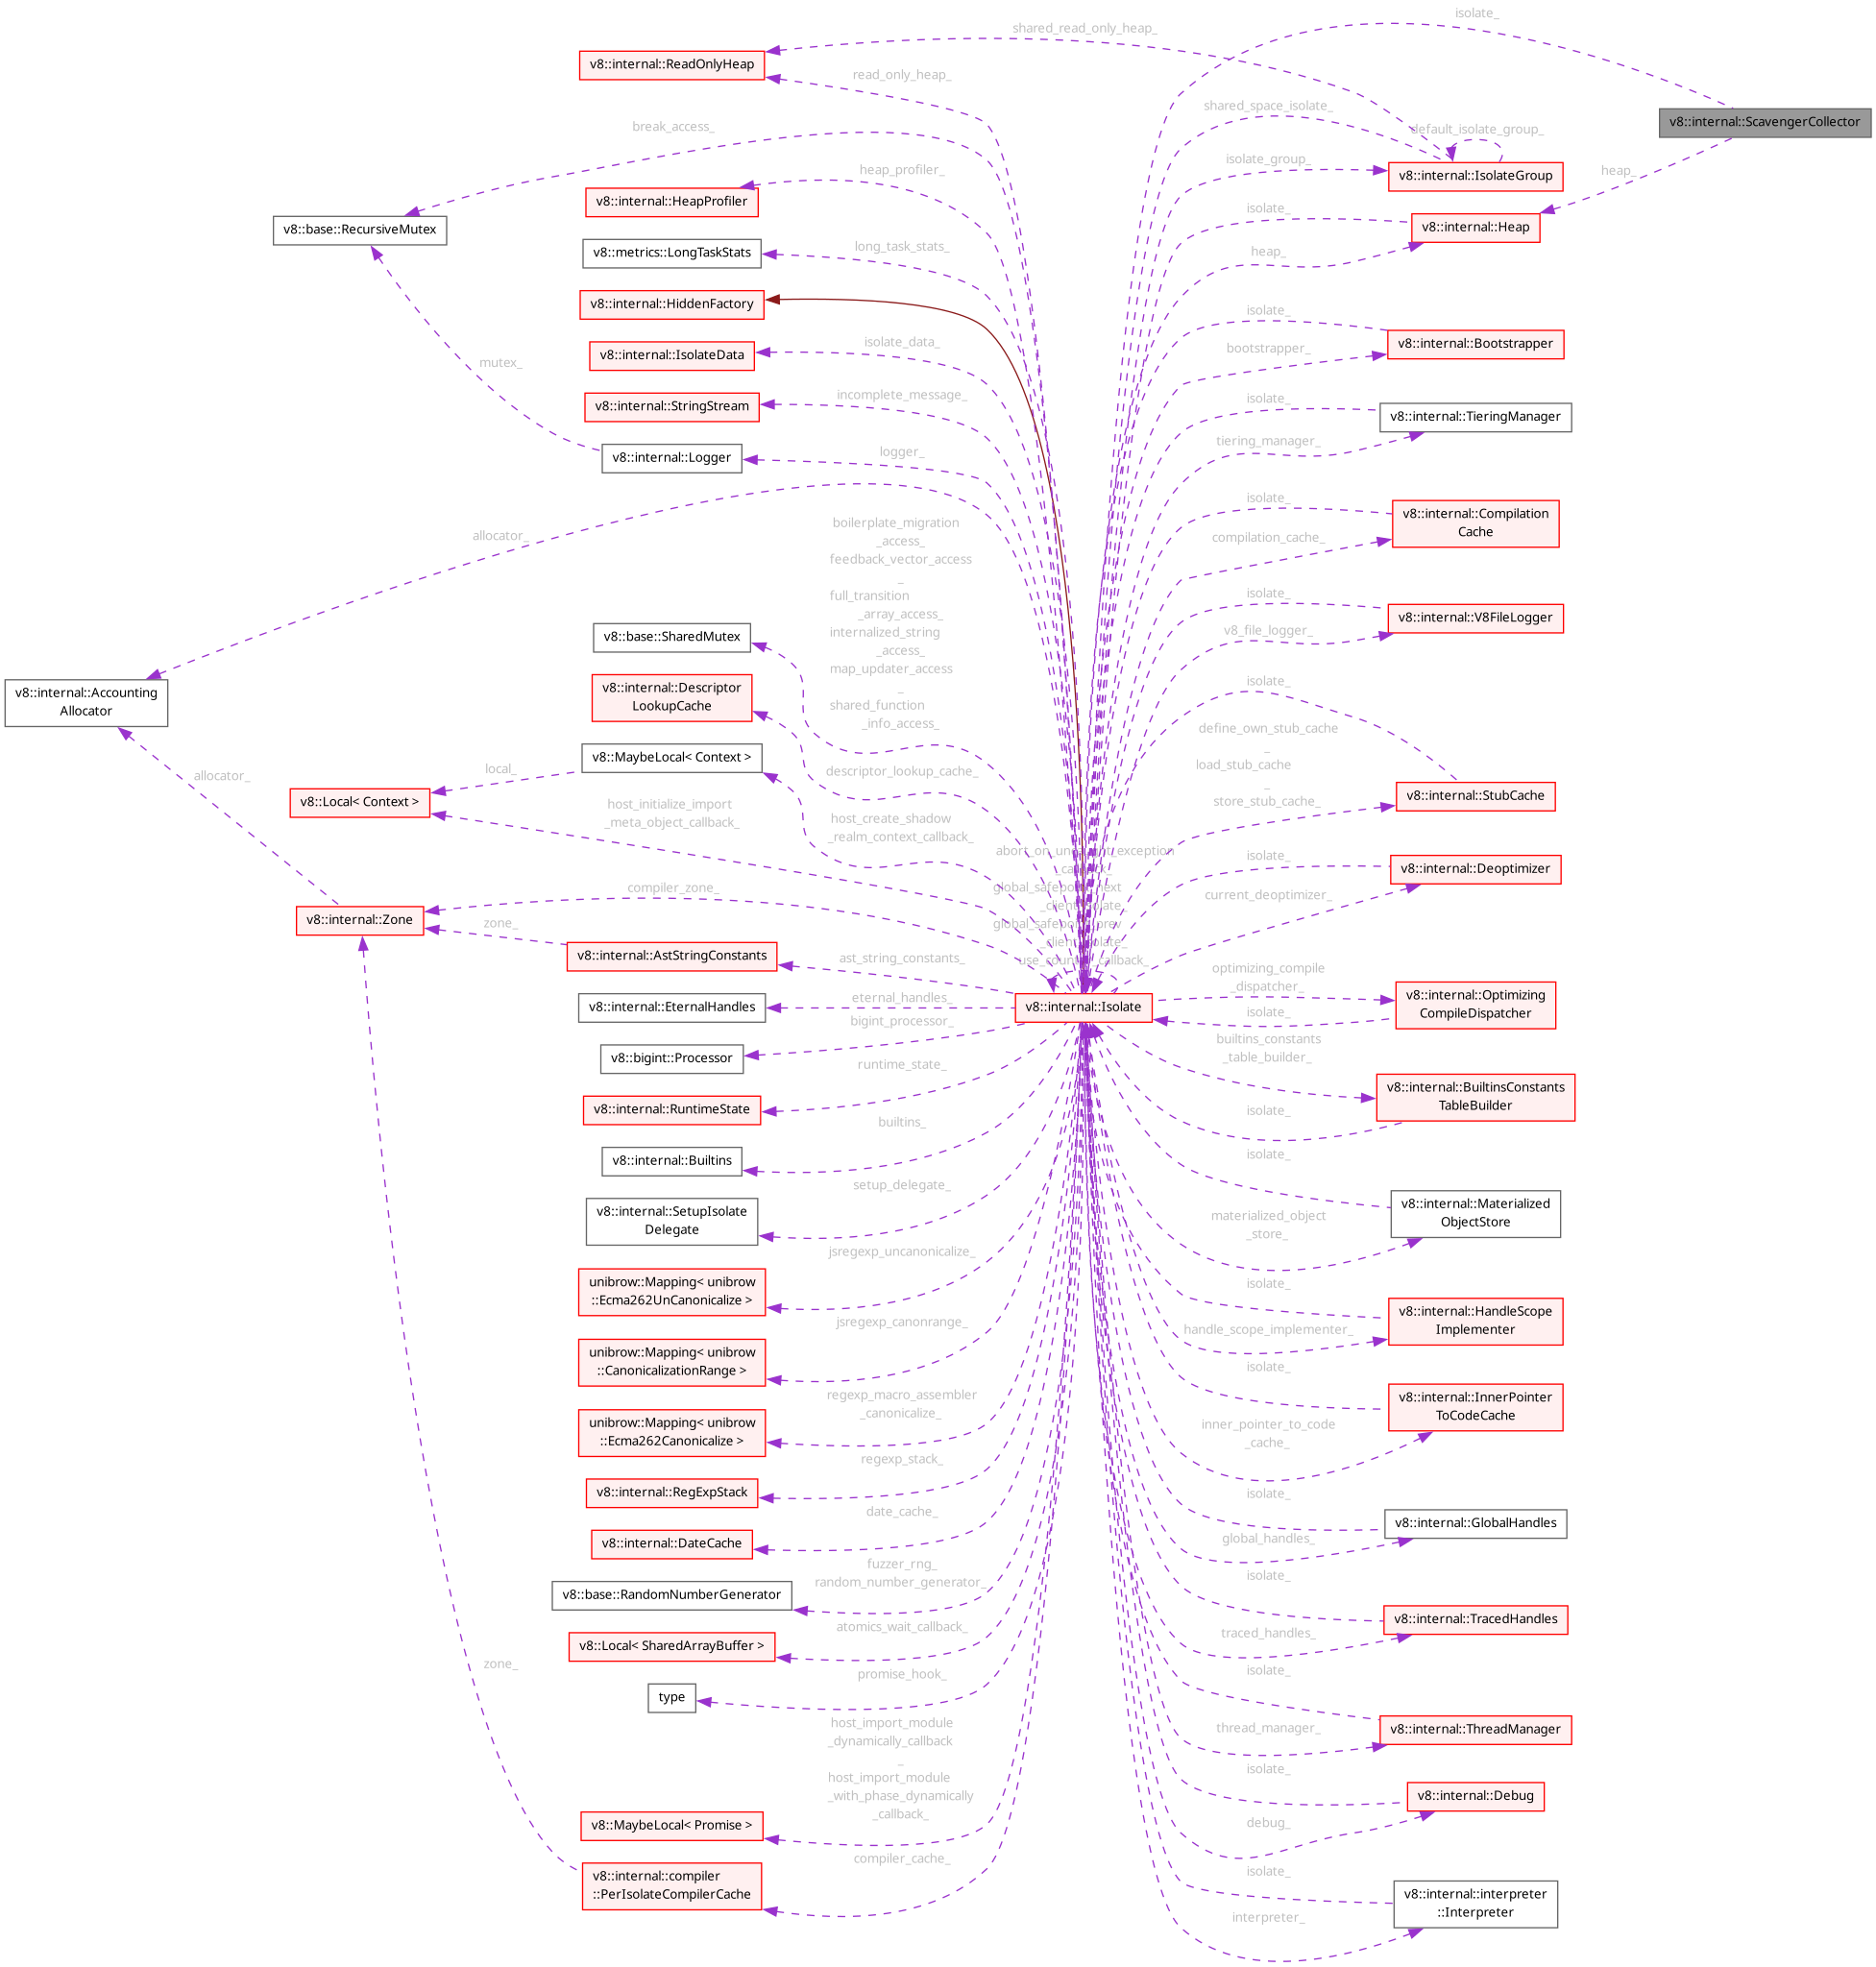 isolate_
shared_read_only_heap_
v8::internal::ReadOnlyHeap
read_only_heap_
shared_space_isolate_
v8::internal::ScavengerCollector
break_access_
default_isolate_group_
heap_profiler_
isolate_group_
v8::internal::IsolateGroup
heap_
v8::internal::HeapProfiler
isolate_
v8::base::RecursiveMutex
v8::internal::Heap
long_task_stats_
heap_
v8::metrics::LongTaskStats
v8::internal::HiddenFactory
isolate_
isolate_data_
bootstrapper_
v8::internal::Bootstrapper
v8::internal::IsolateData
mutex_
incomplete_message_
isolate_
v8::internal::StringStream
v8::internal::TieringManager
tiering_manager_
logger_
v8::internal::Logger
isolate_
v8::internal::Compilation
Cache
allocator_
compilation_cache_
boilerplate_migration
_access_
feedback_vector_access
_
full_transition
_array_access_
internalized_string
_access_
map_updater_access
_
shared_function
_info_access_
isolate_
v8::internal::V8FileLogger
v8_file_logger_
v8::base::SharedMutex
v8::internal::Accounting
Allocator
v8::internal::Descriptor
LookupCache
isolate_
define_own_stub_cache
_
load_stub_cache
_
store_stub_cache_
v8::MaybeLocal< Context >
descriptor_lookup_cache_
allocator_
local_
v8::Local< Context >
v8::internal::StubCache
host_initialize_import
_meta_object_callback_
host_create_shadow
_realm_context_callback_
isolate_
v8::internal::Deoptimizer
compiler_zone_
current_deoptimizer_
v8::internal::Zone
zone_
v8::internal::AstStringConstants
ast_string_constants_
optimizing_compile
_dispatcher_
v8::internal::EternalHandles
eternal_handles_
v8::internal::Isolate
isolate_
v8::internal::Optimizing
CompileDispatcher
bigint_processor_
v8::bigint::Processor
builtins_constants
_table_builder_
runtime_state_
v8::internal::BuiltinsConstants
TableBuilder
v8::internal::RuntimeState
isolate_
builtins_
v8::internal::Builtins
isolate_
setup_delegate_
v8::internal::SetupIsolate
Delegate
v8::internal::Materialized
ObjectStore
materialized_object
_store_
jsregexp_uncanonicalize_
unibrow::Mapping< unibrow
::Ecma262UnCanonicalize >
isolate_
v8::internal::HandleScope
Implementer
jsregexp_canonrange_
handle_scope_implementer_
unibrow::Mapping< unibrow
::CanonicalizationRange >
isolate_
v8::internal::InnerPointer
ToCodeCache
regexp_macro_assembler
_canonicalize_
inner_pointer_to_code
_cache_
unibrow::Mapping< unibrow
::Ecma262Canonicalize >
regexp_stack_
v8::internal::RegExpStack
isolate_
date_cache_
v8::internal::GlobalHandles
v8::internal::DateCache
global_handles_
fuzzer_rng_
random_number_generator_
isolate_
v8::base::RandomNumberGenerator
v8::internal::TracedHandles
atomics_wait_callback_
traced_handles_
v8::Local< SharedArrayBuffer >
zone_
promise_hook_
isolate_
type
host_import_module
_dynamically_callback
_
host_import_module
_with_phase_dynamically
_callback_
thread_manager_
v8::internal::ThreadManager
isolate_
v8::internal::Debug
v8::MaybeLocal< Promise >
debug_
compiler_cache_
v8::internal::compiler
::PerIsolateCompilerCache
isolate_
v8::internal::interpreter
::Interpreter
interpreter_